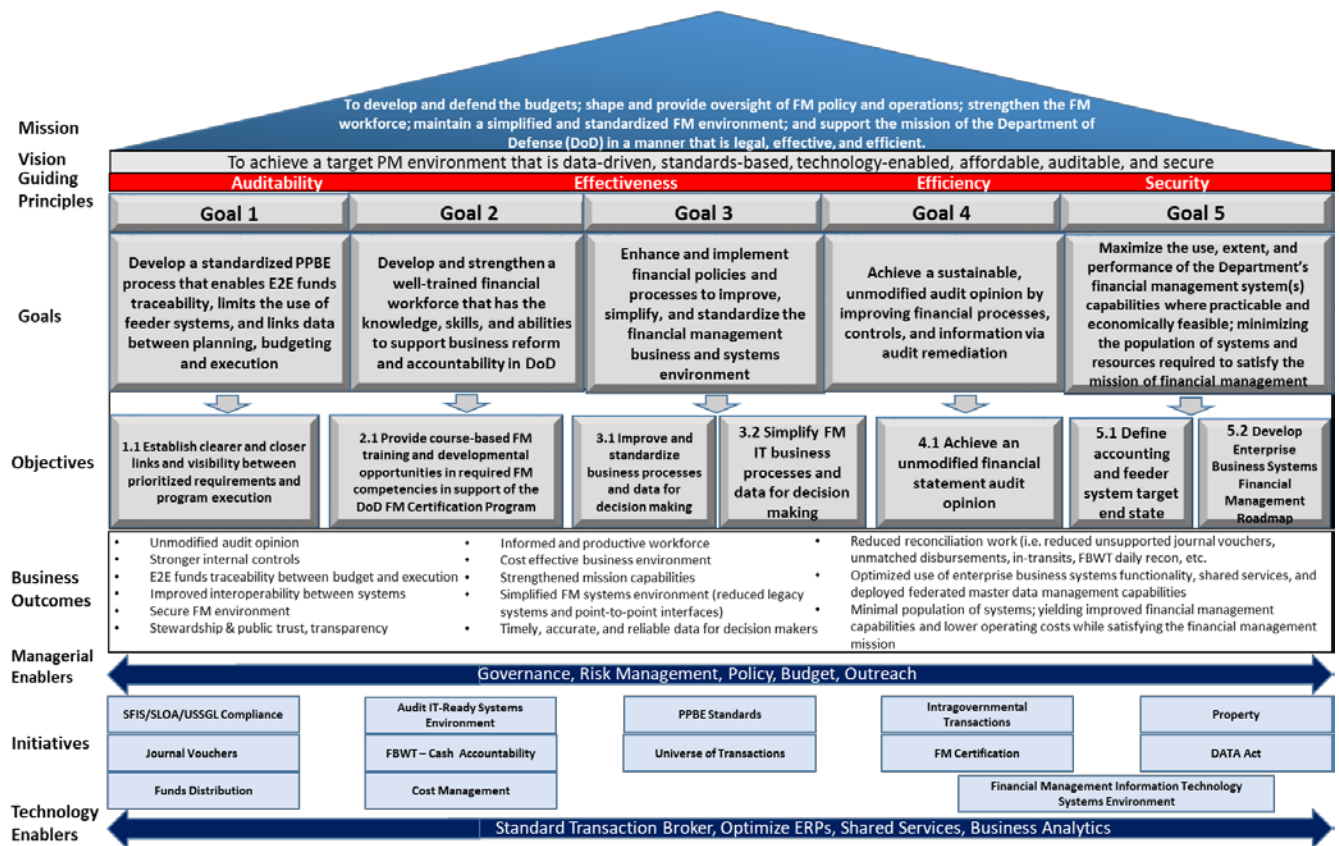 To develop and defend the budgets; shape and provide oversight of FM policy and operations; strengthen the FM
workforce; maintain a simplified and standardized FM environment; and support the mission of the Department of
Defense (DoD) in a manner that is legal, effective, and efficient.
Mission
Vision
To achieve a target PM environment that is data-driven, standards-based, technology-enabled, affordable, auditable, and secure
Guiding
Principles
Auditability
Effectiveness
Efficiency
Security
Goal 1
Goal 2
Goal 3
Goal 4
Goal 5
Goals
Develop a standardized PPBE
process that enables E2E funds
traceability, limits the use of
feeder systems, and links data
between planning, budgeting
and execution
Develop and strengthen a
well-trained financial
workforce that has the
knowledge, skills, and abilities
to support business reform
and accountability in DoD
Enhance and implement
financial policies and
processes to improve,
simplify, and standardize the
financial management
business and systems
environment
Achieve a sustainable,
unmodified audit opinion by
improving financial processes,
controls, and information via
audit remediation
Maximize the use, extent, and
performance of the Department's
financial management system(s)
capabilities where practicable and
economically feasible; minimizing
the population of systems and
resources required to satisfy the
mission of financial management
Objectives
1.1 Establish clearer and closer
links and visibility between
prioritized requirements and
program execution
2.1 Provide course-based FM
training and developmental
opportunities in required FM
competencies in support of the
DoD FM Certification Program
3.1 Improve and
standardize
business processes
and data for
decision making
3.2 Simplify FM
IT business
processes and
data for decision
making
4.1 Achieve an
unmodified financial
statement audit
opinion
5.1 Define
accounting
and feeder
system target
end state
5.2 Develop
Enterprise
Business Systems
Financial
Management
Roadmap
Business
Outcomes
• Unmodified audit opinion
• Stronger internal controls
• E2E funds traceability between budget and execution
• Improved interoperability between systems
• Secure FM environment
• Stewardship & public trust, transparency
• Informed and productive workforce
• Cost effective business environment
• Strengthened mission capabilities
• Simplified FM systems environment (reduced legacy
systems and point-to-point interfaces)
• Timely, accurate, and reliable data for decision makers
• Reduced reconciliation work (i.e. reduced unsupported journal vouchers,
unmatched disbursements, in-transits, FBWT daily recon, etc.
• Optimized use of enterprise business systems functionality, shared services, and
deployed federated master data management capabilities
• Minimal population of systems; yielding improved financial management
capabilities and lower operating costs while satisfying the financial management
mission
Managerial
Enablers
Governance, Risk Management, Policy, Budget, Outreach
Initiatives
SFIS/SLOA/USSGL Compliance
Audit IT-Ready Systems
Environment
PPBE Standards
Intragovernmental
Transactions
Property
Journal Vouchers
FBWT – Cash Accountability
Universe of Transactions
FM Certification
DATA Act
Funds Distribution
Cost Management
Financial Management Information Technology
Systems Environment
Technology
Enablers
Standard Transaction Broker, Optimize ERPs, Shared Services, Business Analytics